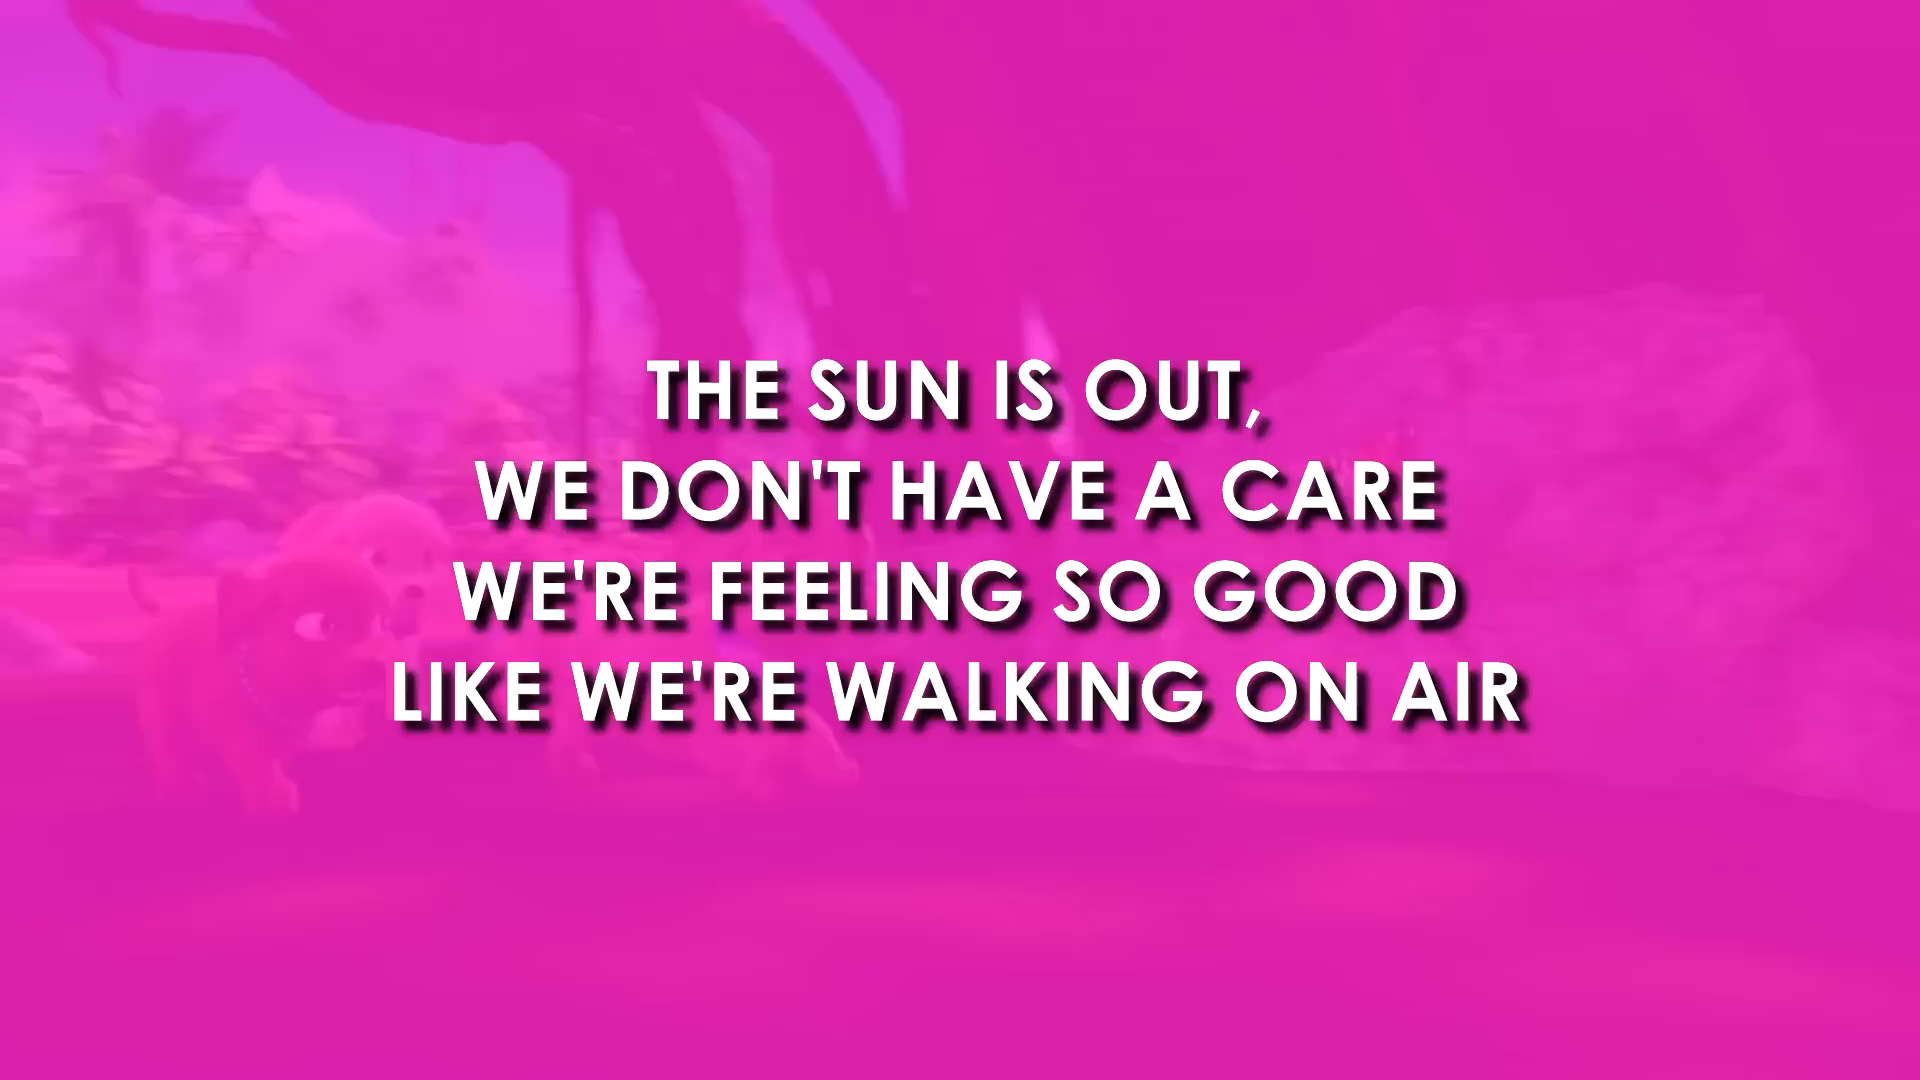 THE SUN IS OUT,
WE DON'T HAVE A CARE
WE'RE FEELING SO GOOD
LIKE WE'RE WALKING ON AIR